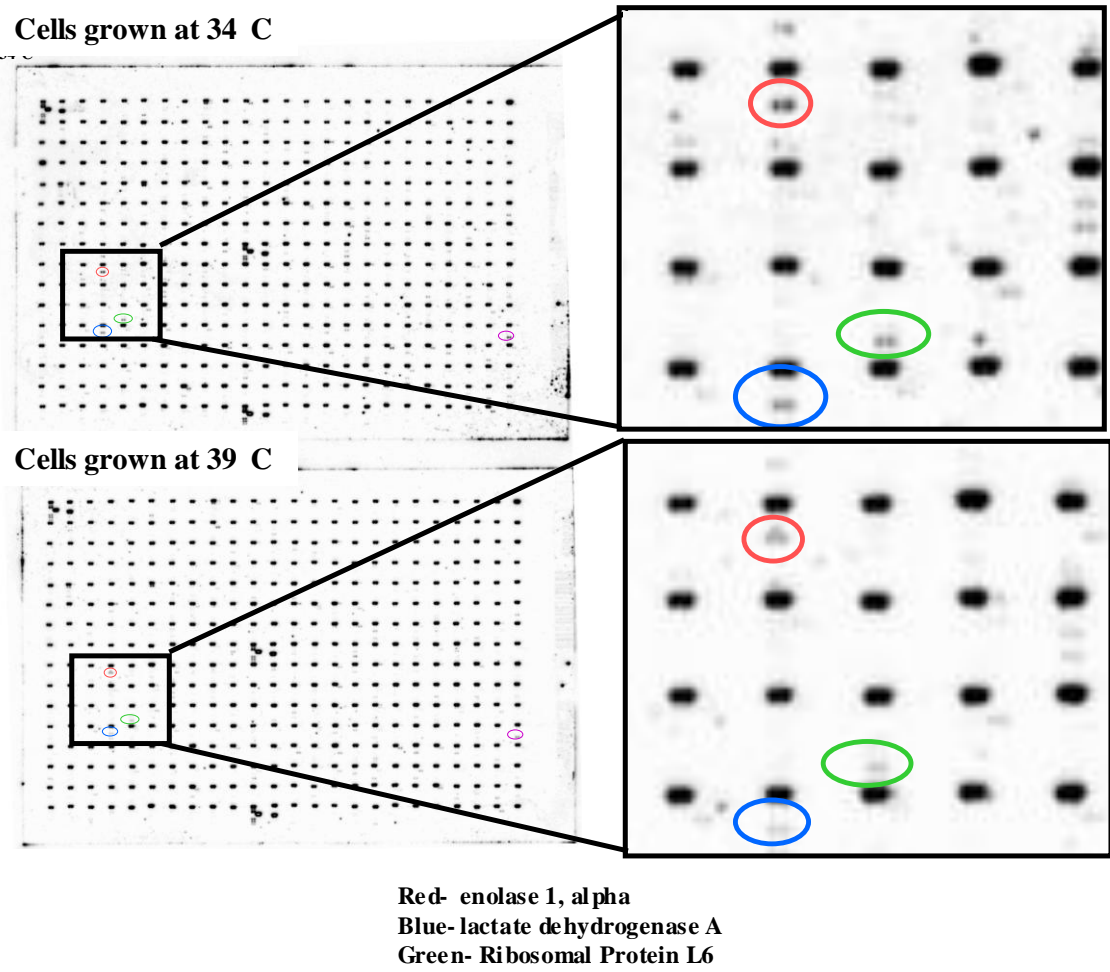 Cells grown at 34 C
Cells grown at 39 C
Red- enolase 1, alpha
Blue- lactate dehydrogenase A
Green- Ribosomal Protein L6